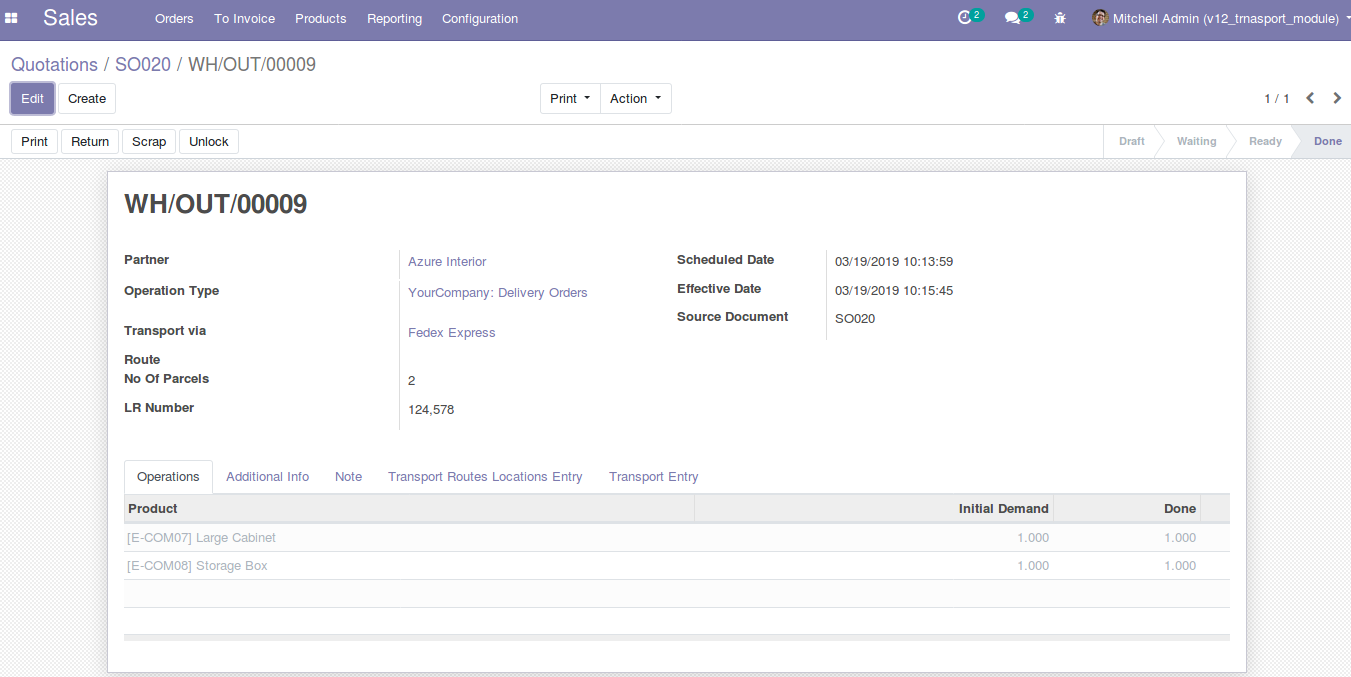 Sales Orders To Invoice Products Reporting Configuration 2 2 Mitchell Admin (v12_trnasport_module)
Quotations / SO020 / WH/OUT/00009
Edit Create Print Action 1 / 1
Print Return Scrap Unlock Draft Waiting Ready Done
WH/OUT/00009
Partner Azure Interior Scheduled Date 03/19/2019 10:13:59
Operation Type YourCompany: Delivery Orders Effective Date 03/19/2019 10:15:45
Source Document SO020
Transport via Fedex Express
Route
No Of Parcels 2
LR Number 124,578
Operations Additional Info Note Transport Routes Locations Entry Transport Entry
Product Initial Demand Done
[E-COM07] Large Cabinet 1.000 1.000
[E-COM08] Storage Box 1.000 1.000